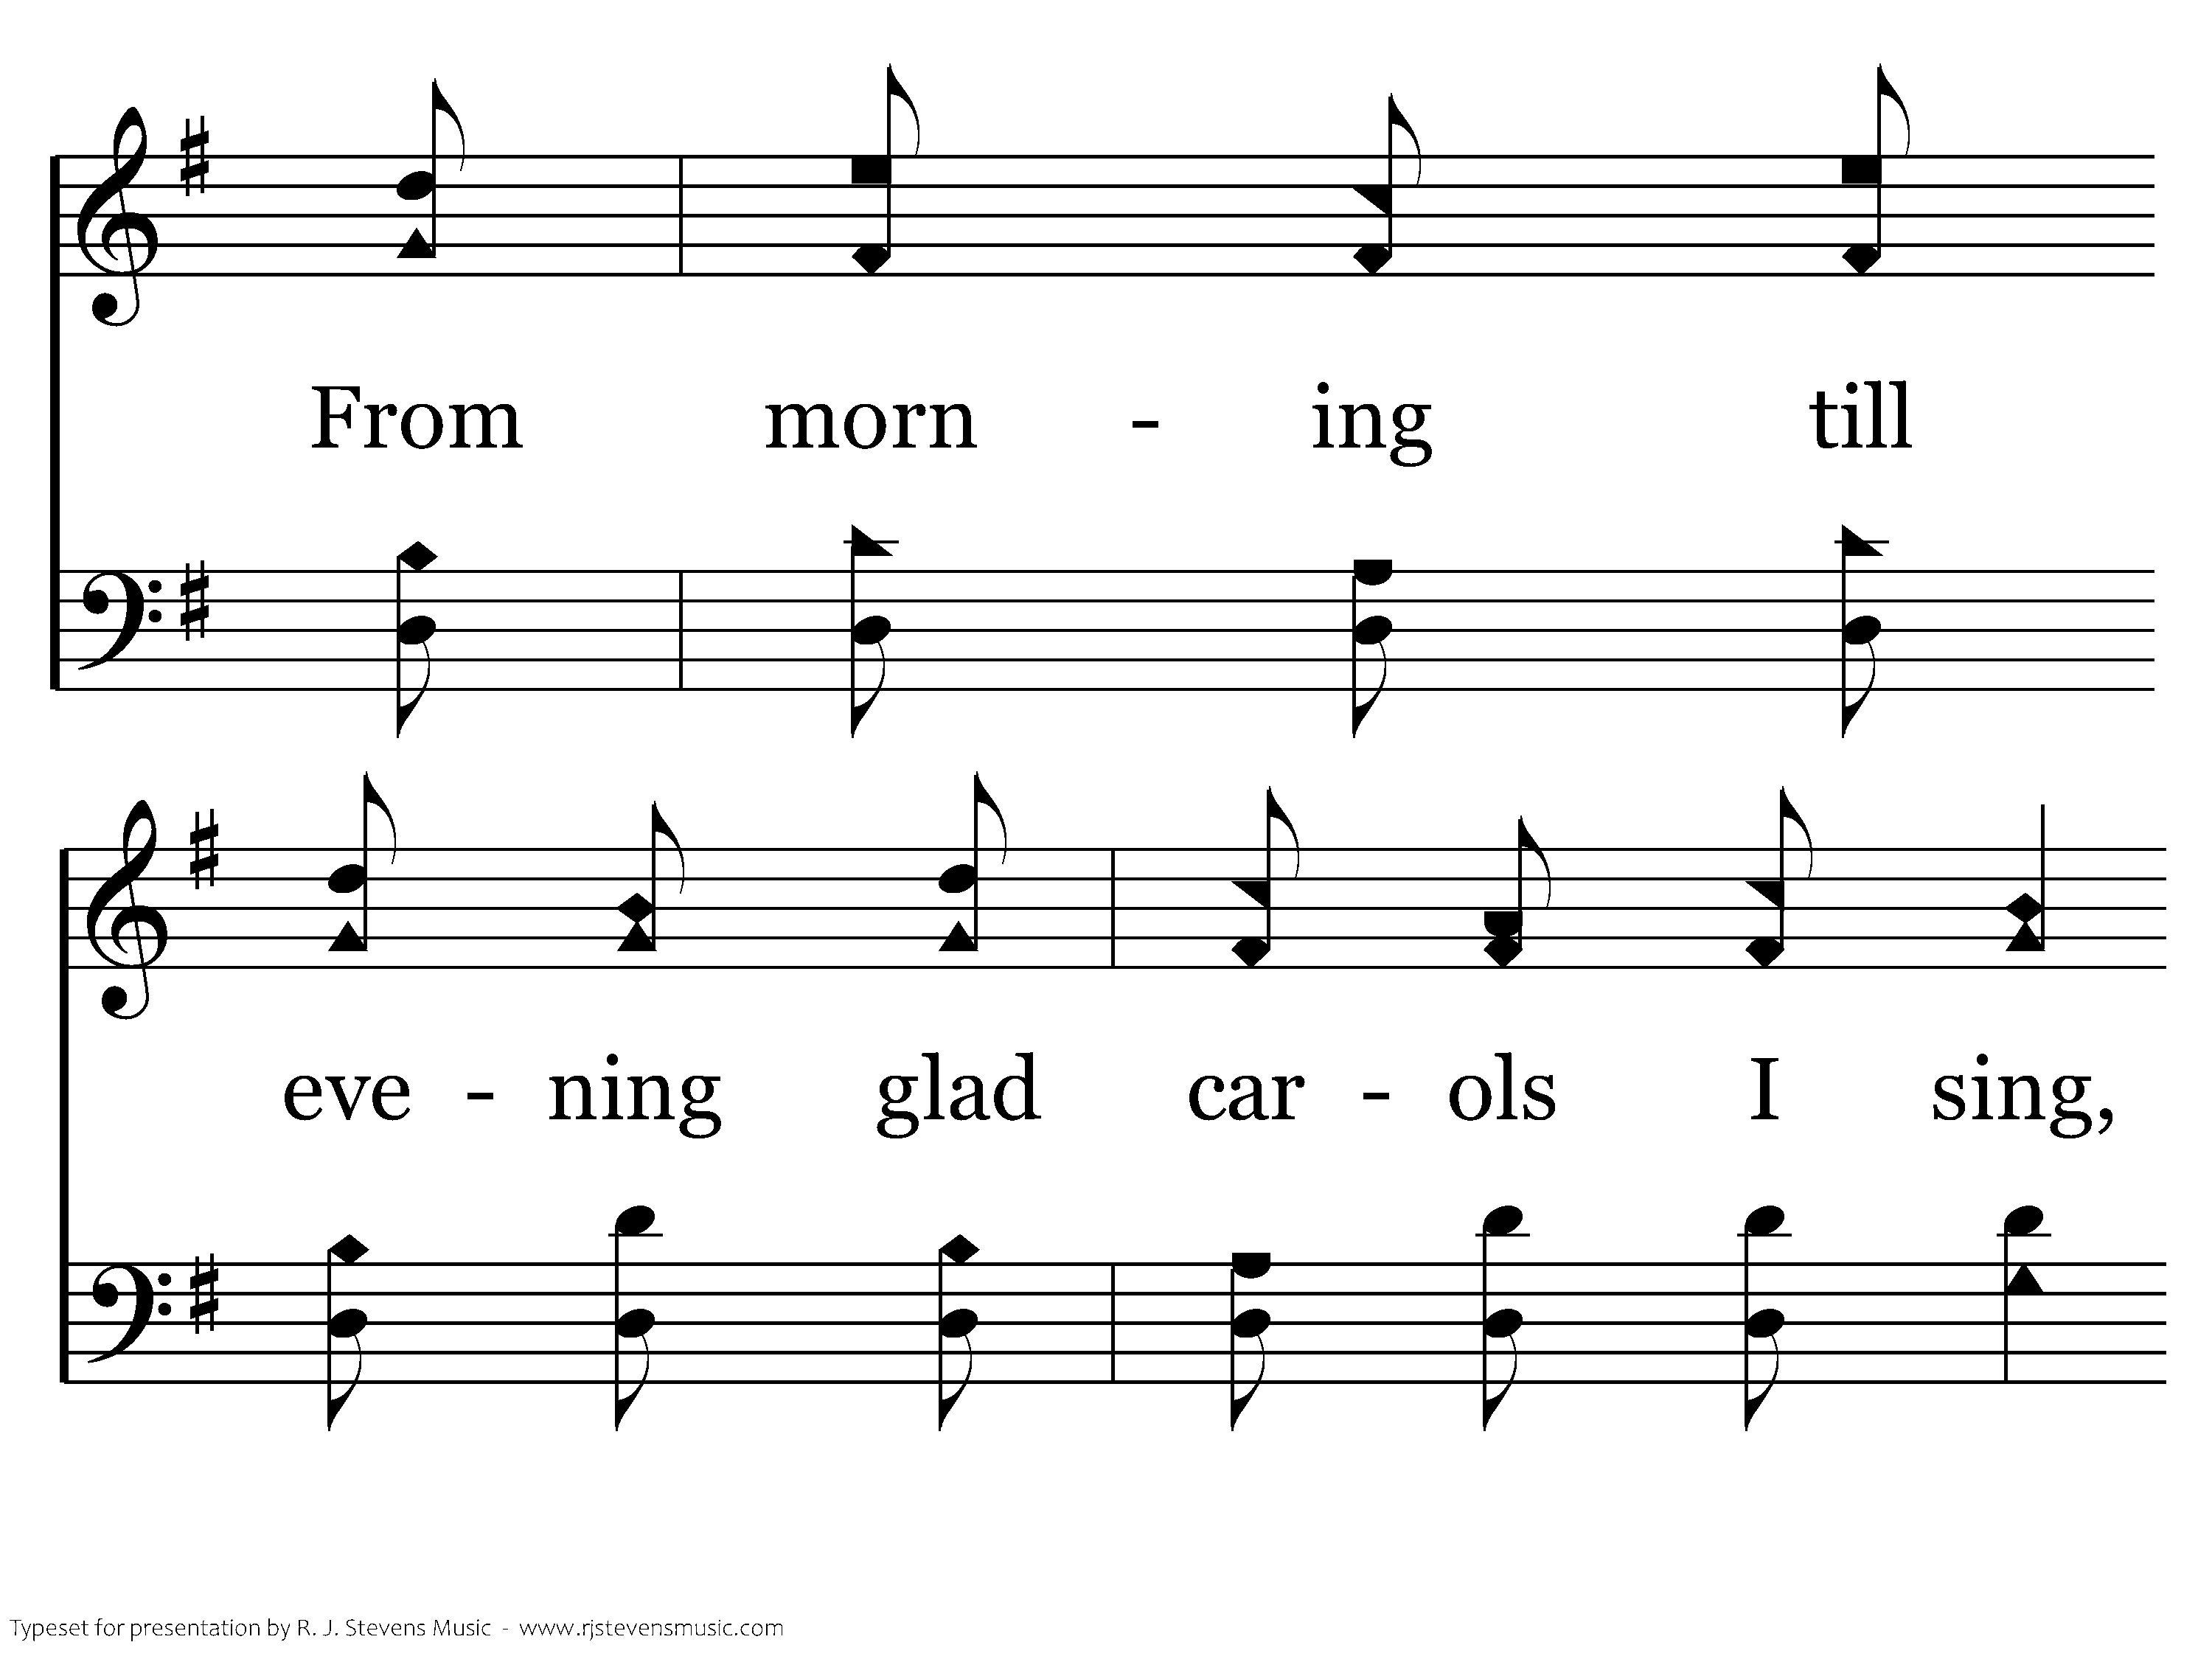 From morn - ing till
eve - ning glad car - ols I sing,
Typeset for presentation by R. J. Stevens Music - www.rjstevensmusic.com